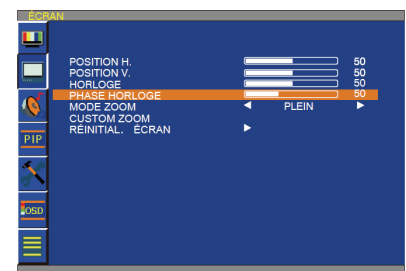 ÉCRAN
POSITION H. 50
POSITION V. 50
HORLOGE 50
PHASE HORLOGE 50
MODE ZOOM PLEIN
CUSTOM ZOOM
RÉINITIAL. ÉCRAN
PIP
OSD